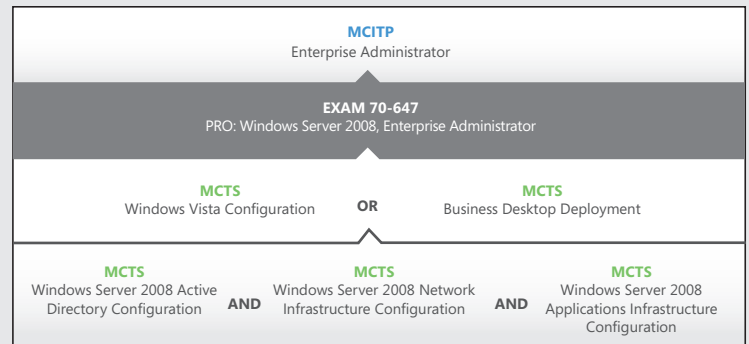 MCITP
Enterprise Administrator
EXAM 70-647
PRO: Windows Server 2008, Enterprise Administrator
MCTS
Windows Vista Configuration
OR
MCTS
Business Desktop Deployment
MCTS
Windows Server 2008 Active
Directory Configuration
AND
MCTS
Windows Server 2008 Network
Infrastructure Configuration
AND
MCTS
Windows Server 2008
Applications Infrastructure
Configuration